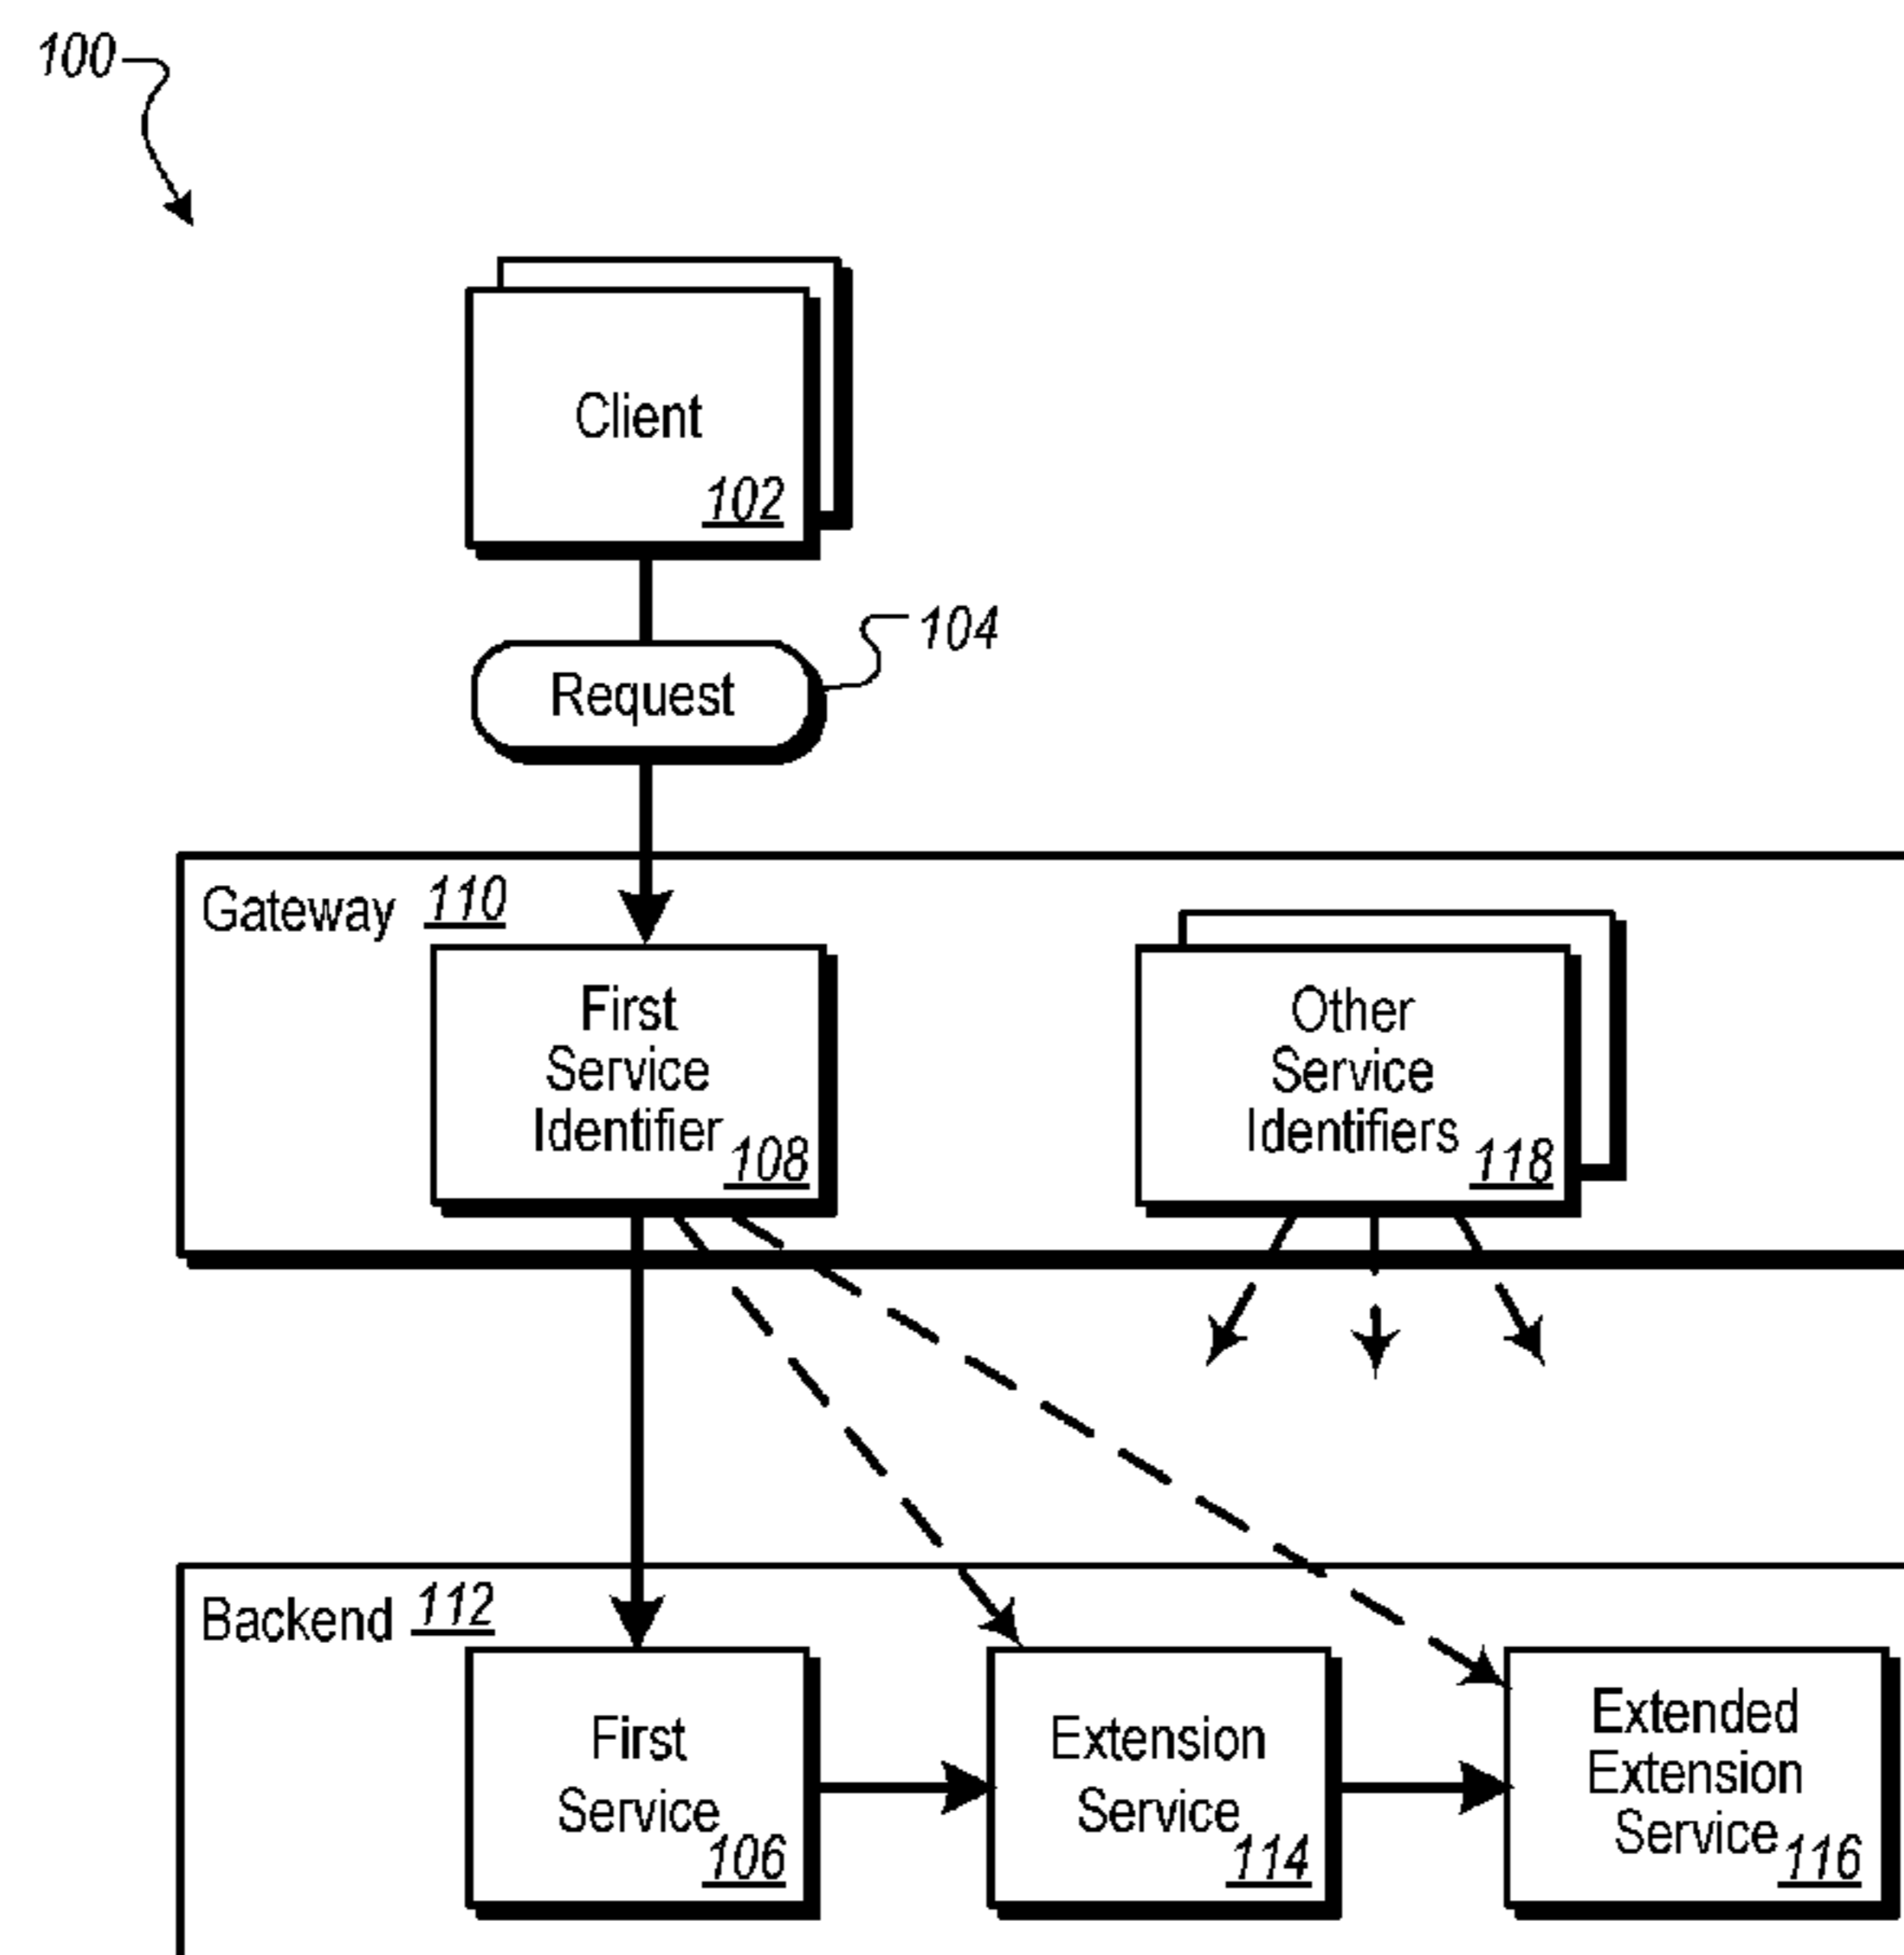 100
Client
102
104
Request
Gateway 110
First
Service
Identifier
108
Other
Service
Identifiers
118
Backend 112
First
Service
106
Extension
Service
114
Extended
Extension
Service
116